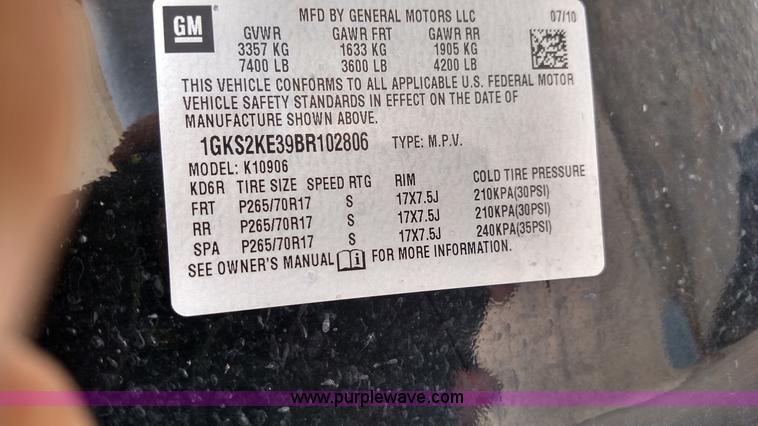 GM
MFD BY GENERAL MOTORS LLC 07/10
GVWR GAWR FRT GAWR RR
3357 KG 1633 KG 1905 KG
7400 LB 3600 LB 4200 LB
THIS VEHICLE CONFORMS TO ALL APPLICABLE U.S. FEDERAL MOTOR
VEHICLE SAFETY STANDARDS IN EFFECT ON THE DATE OF
MANUFACTURE SHOWN ABOVE.
1GKS2KE39BR102806 TYPE: M.P.V.
MODEL: K10906
KD6R TIRE SIZE SPEED RTG RIM COLD TIRE PRESSURE
FRT P265/70R17 S 17X7.5J 210KPA(30PSI)
RR P265/70R17 S 17X7.5J 210KPA(30PSI)
SPA P265/70R17 S 17X7.5J 240KPA(35PSI)
SEE OWNER'S MANUAL FOR MORE INFORMATION.
www.purplewave.com